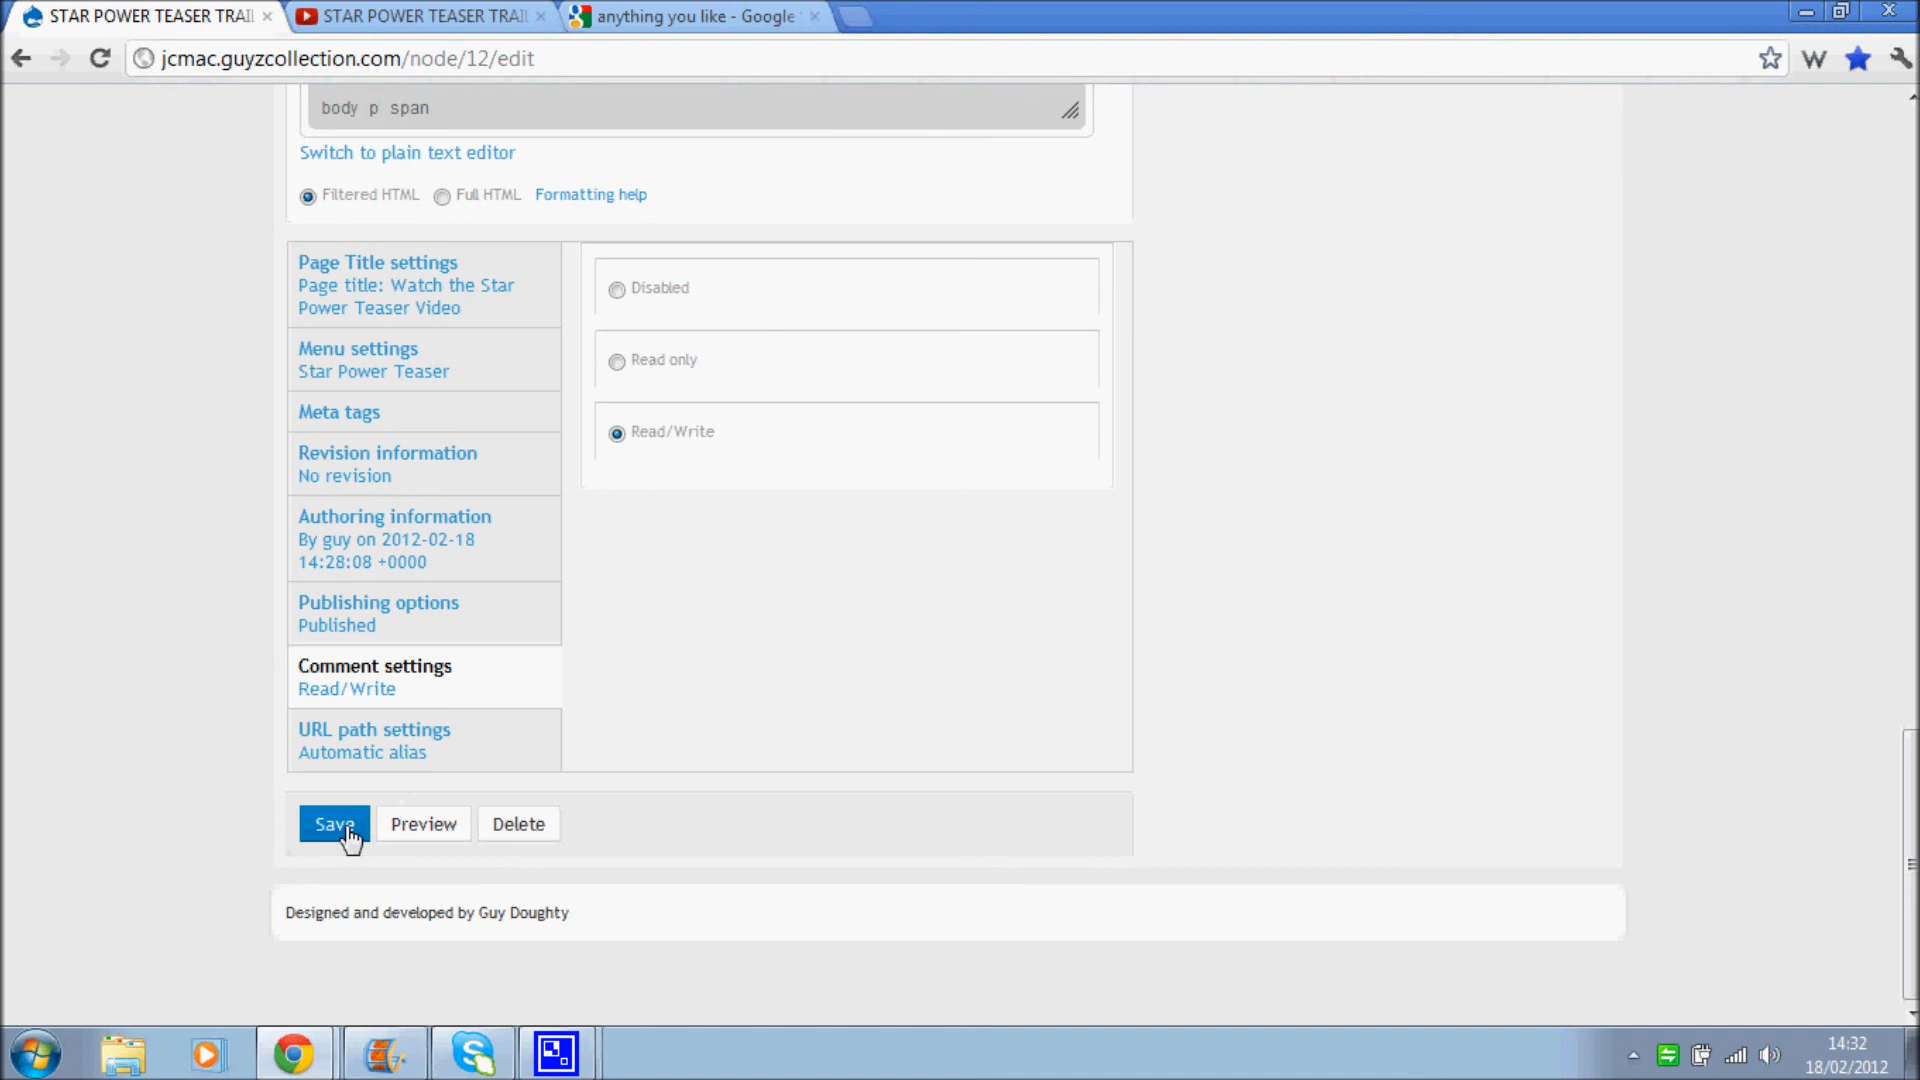 STAR POWER TEASER TRAIL
STAR POWER TEASER TRAIL
anything you like - Google
jcmac.guyzcollection.com/node/12/edit
W
body p span
Switch to plain text editor
Filtered HTML Full HTML Formatting help
Page Title settings
Page title: Watch the Star
Power Teaser Video
Menu settings
Star Power Teaser
Meta tags
Revision information
No revision
Authoring information
By guy on 2012-02-18
14:28:08 +0000
Publishing options
Published
Comment settings
Read/Write
URL path settings
Automatic alias
Disabled
Read only
Read/Write
Save Preview Delete
Designed and developed by Guy Doughty
14:32
18/02/2012